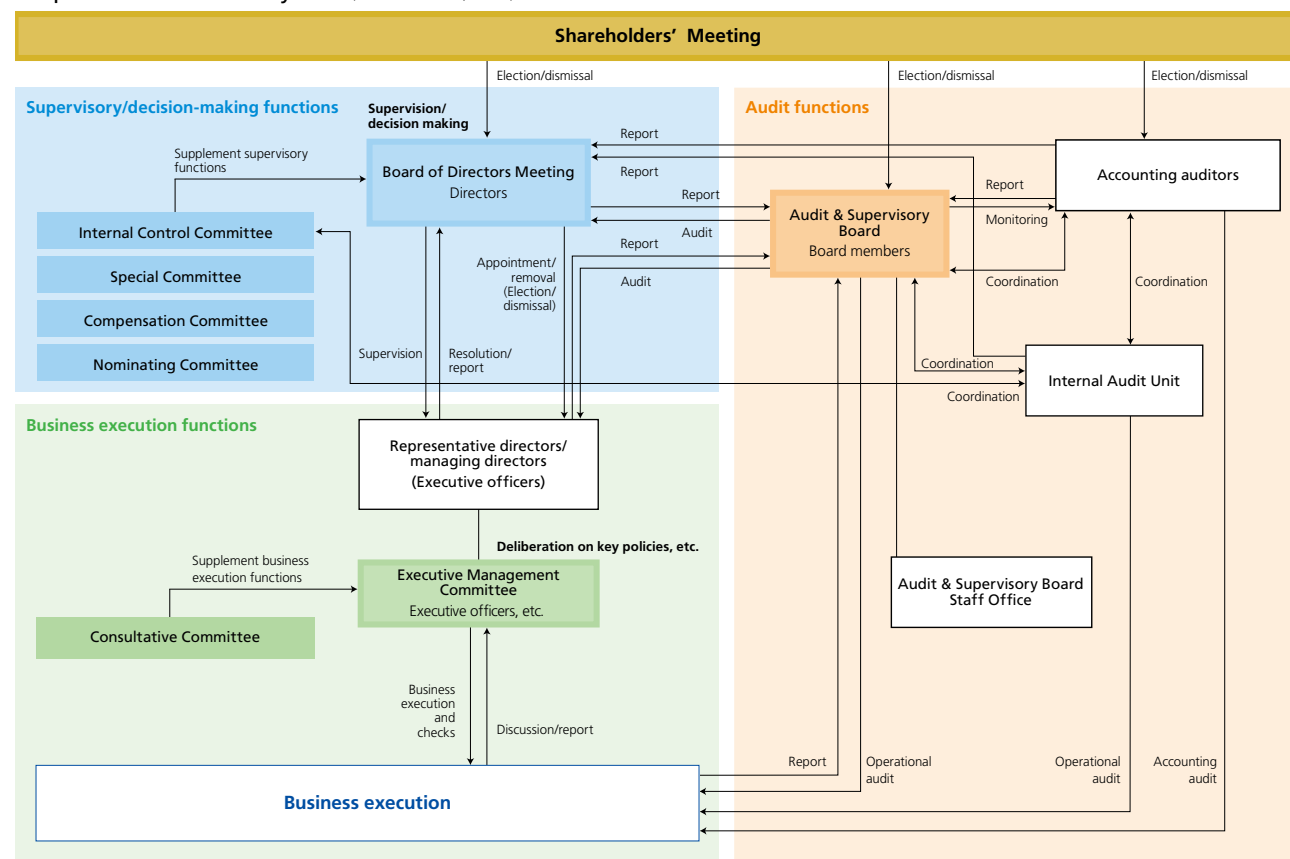 Shareholders' Meeting
Election/dismissal
Election/dismissal
Election/dismissal
Supervisory/decision-making functions
Supervision/
decision making
Audit functions
Supplement supervisory
functions
Board of Directors Meeting
Directors
Report
Report
Report
Audit
Report
Audit
Audit & Supervisory
Board
Board members
Report
Monitoring
Accounting auditors
Internal Control Committee
Special Committee
Compensation Committee
Nominating Committee
Appointment/
removal
(Election/
dismissal)
Coordination
Coordination
Supervision
Resolution/
report
Coordination
Coordination
Internal Audit Unit
Business execution functions
Representative directors/
managing directors
(Executive officers)
Deliberation on key policies, etc.
Supplement business
execution functions
Executive Management
Committee
Executive officers, etc.
Consultative Committee
Audit & Supervisory Board
Staff Office
Business
execution
and
checks
Discussion/report
Report
Operational
audit
Operational
audit
Accounting
audit
Business execution